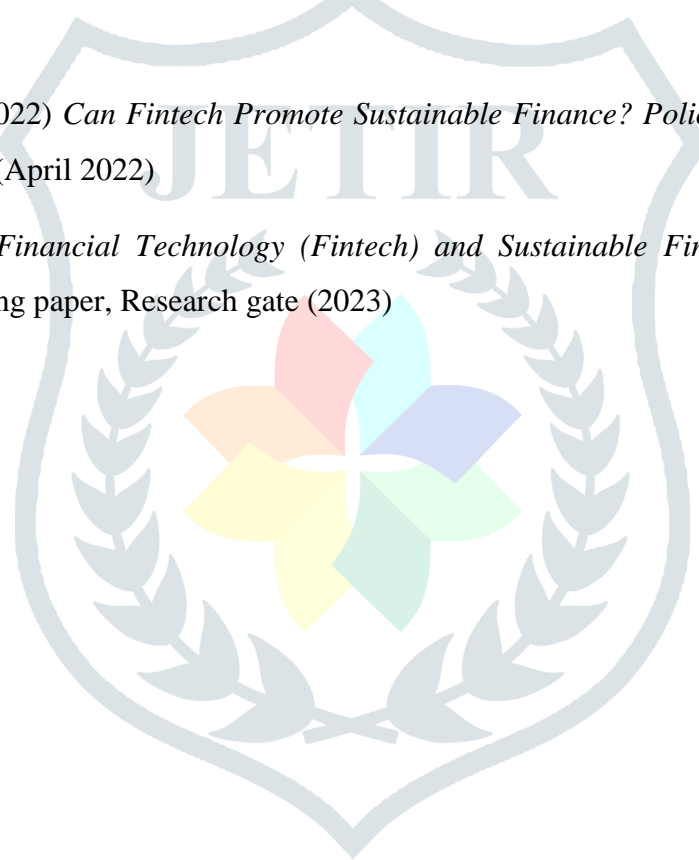 JETIR
022) Can Fintech Promote Sustainable Finance? Polic
(April 2022)
Financial Technology (Fintech) and Sustainable Fin
ng paper, Research gate (2023)